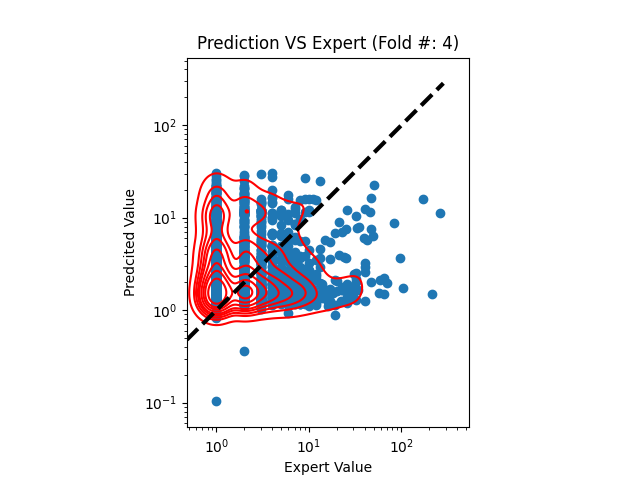 Prediction VS Expert (Fold #: 4)
10²
10¹
10⁰
10⁻¹
Predcited Value
10⁰ 10¹ 10²
Expert Value